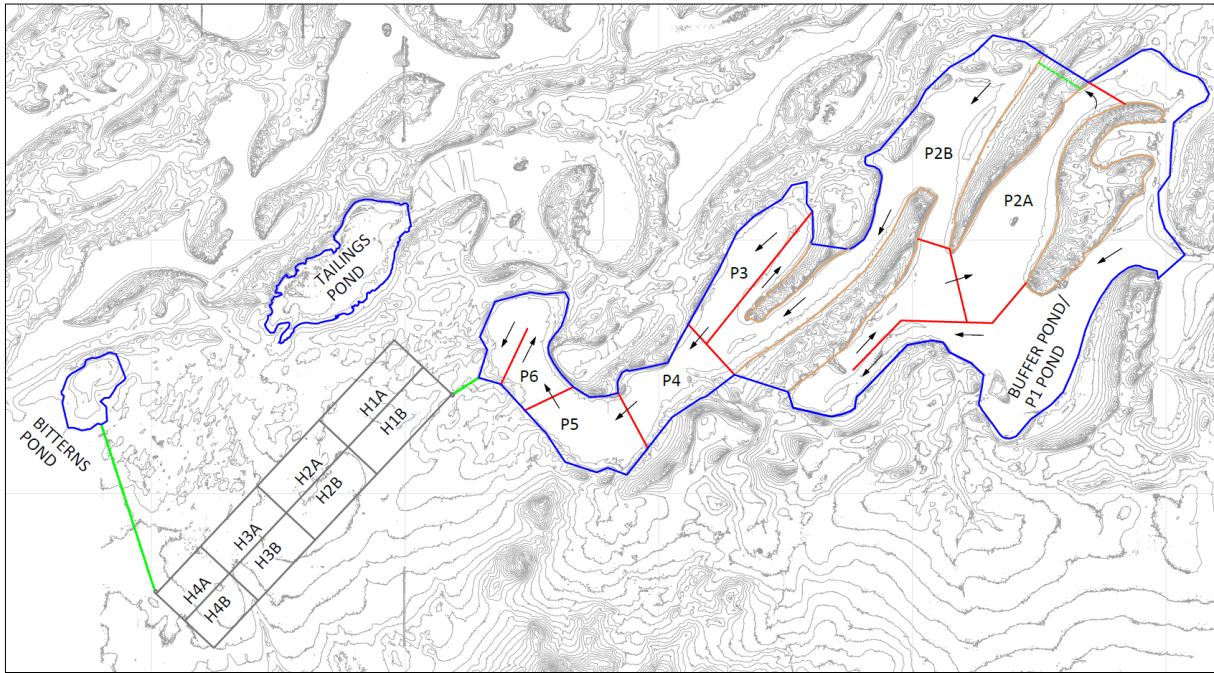 P2B
P2A
P3
BUFFER POND/
P1 POND
P4
P6
P5
TAILINGS
POND
BITTERNS
POND
H1A
H1B
H2A
H2B
H3A
H3B
H4A
H4B